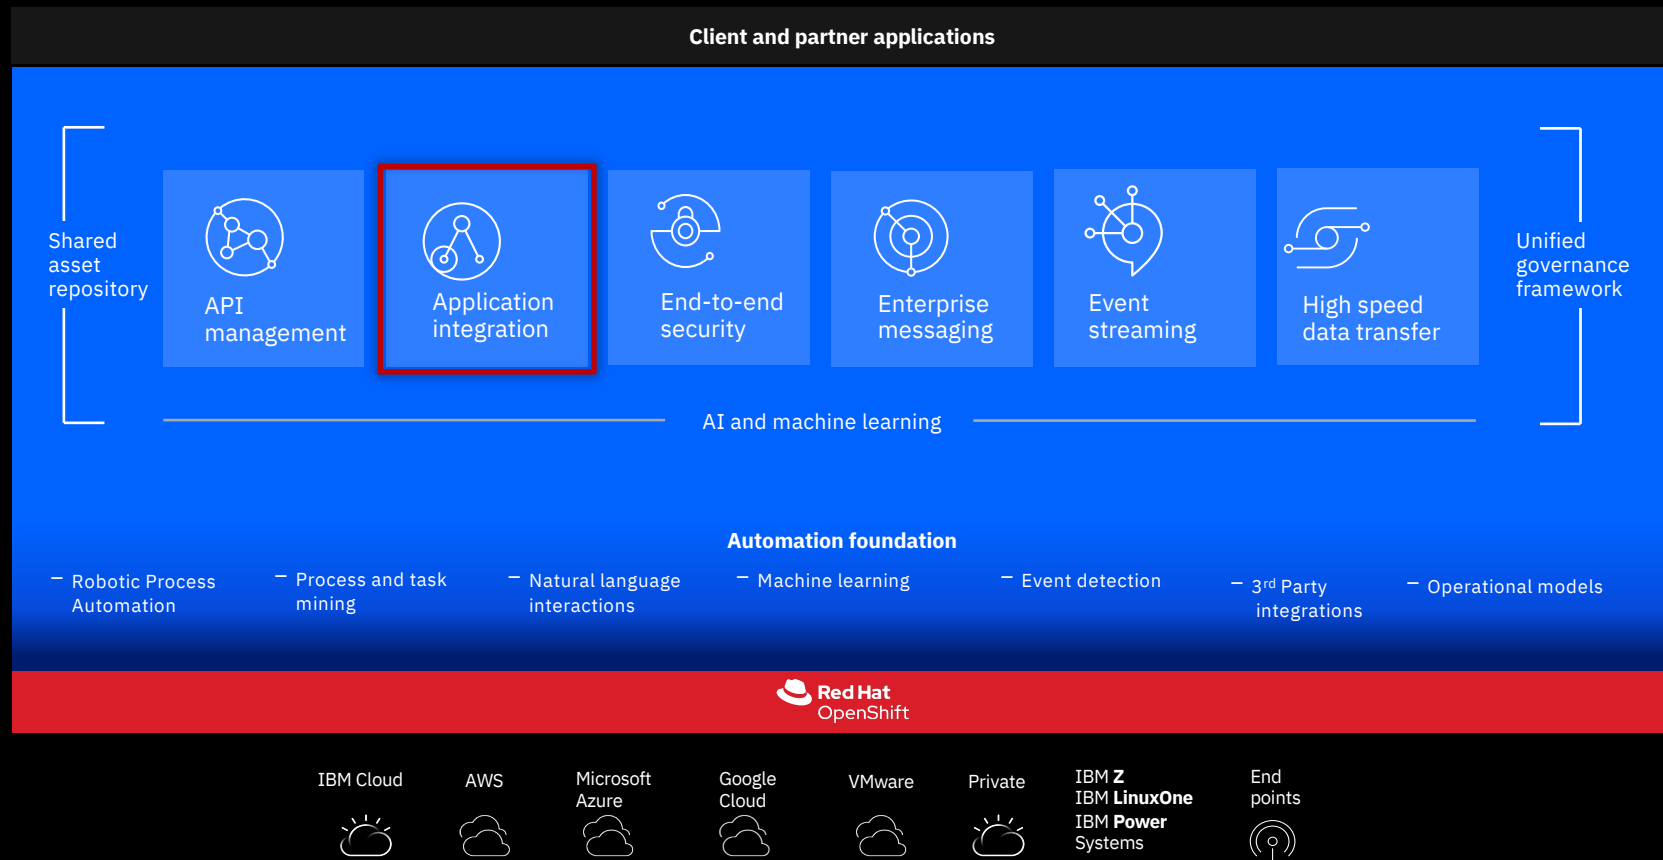 Client and partner applications
Shared
asset
repository
API
management
Application
integration
End-to-end
security
Enterprise
messaging
Event
streaming
High speed
data transfer
Unified
governance
framework
AI and machine learning
Automation foundation
– Robotic Process
Automation
– Process and task
mining
– Natural language
interactions
– Machine learning
– Event detection
– 3rd Party
integrations
– Operational models
Red Hat
OpenShift
IBM Cloud
AWS
Microsoft
Azure
Google
Cloud
VMware
Private
IBM Z
IBM LinuxOne
IBM Power
Systems
End
points